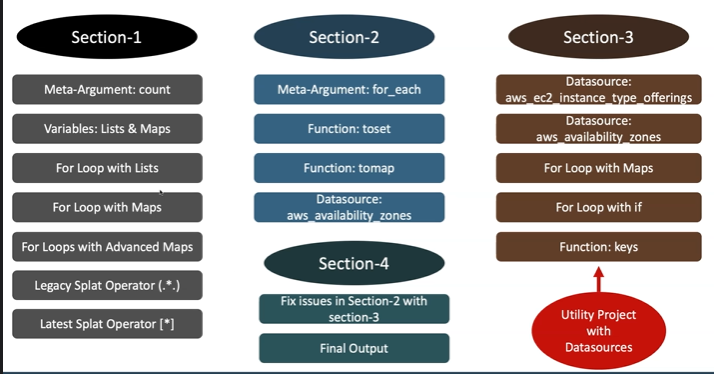 Section-1
Meta-Argument: count
Variables: Lists & Maps
For Loop with Lists
For Loop with Maps
For Loops with Advanced Maps
Legacy Splat Operator (.*.)
Latest Splat Operator [*]
Section-2
Meta-Argument: for_each
Function: toset
Function: tomap
Datasource:
aws_availability_zones
Section-4
Fix issues in Section-2 with
section-3
Final Output
Section-3
Datasource:
aws_ec2_instance_type_offerings
Datasource:
aws_availability_zones
For Loop with Maps
For Loop with if
Function: keys
Utility Project
with
Datasources